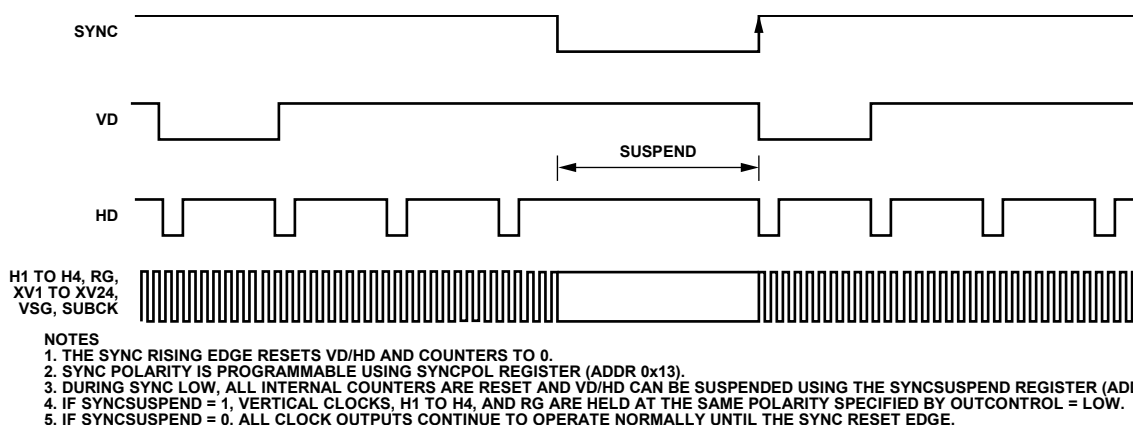 SYNC
VD
SUSPEND
HD
H1 TO H4, RG,
XV1 TO XV24,
VSG, SUBCK
NOTES
1. THE SYNC RISING EDGE RESETS VD/HD AND COUNTERS TO 0.
2. SYNC POLARITY IS PROGRAMMABLE USING SYNCPOL REGISTER (ADDR 0x13).
3. DURING SYNC LOW, ALL INTERNAL COUNTERS ARE RESET AND VD/HD CAN BE SUSPENDED USING THE SYNCSUSPEND REGISTER
4. IF SYNCSUSPEND = 1, VERTICAL CLOCKS, H1 TO H4, AND RG ARE HELD AT THE SAME POLARITY SPECIFIED BY OUTCONTROL = LOW.
5. IF SYNCSUSPEND = 0, ALL CLOCK OUTPUTS CONTINUE TO OPERATE NORMALLY UNTIL THE SYNC RESET EDGE.